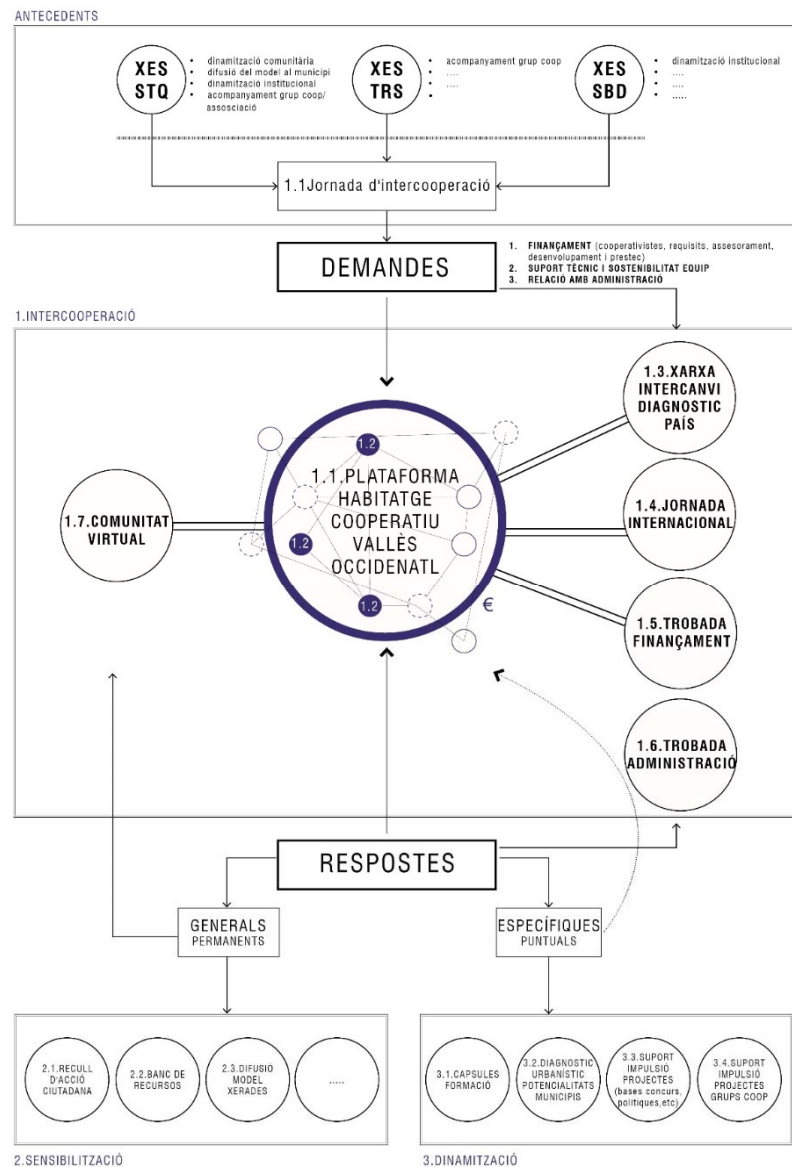 ANTECEDENTS
XES
STQ
• dinamització comunitària
• difusió del model al municipi
• dinamització institucional
• acompanyament grup coop/
assosciació
XES
TRS
• acompanyament grup coop
• ....
• ....
•
XES
SBD
• dinamització institucional
• ....
• ....
• .....
1.1Jornada d'intercooperació
DEMANDES
1. FINANÇAMENT (cooperativistes, requisits, assesorament,
desenvolupament i prestec)
2. SUPORT TÈCNIC I SOSTENIBILITAT EQUIP
3. RELACIÓ AMB ADMINISTRACIÓ
1.INTERCOOPERACIÓ
1.3.XARXA
INTERCANVI
DIAGNOSTIC
PAÍS
1.2
1.1.PLATAFORMA
HABITATGE
COOPERATIU
VALLÈS
OCCIDENATL
1.2
1.2
€
1.7.COMUNITAT
VIRTUAL
1.4.JORNADA
INTERNACIONAL
1.5.TROBADA
FINANÇAMENT
1.6.TROBADA
ADMINISTRACIÓ
RESPOSTES
GENERALS
PERMANENTS
ESPECÍFIQUES
PUNTUALS
2.1.RECULL
D'ACCIÓ
CIUTADANA
2.2.BANC DE
RECURSOS
2.3.DIFUSIÓ
MODEL
XERADES
.....
3.1.CAPSULES
FORMACIÓ
3.2.DIAGNOSTIC
URBANÍSTIC
POTENCIALITATS
MUNICIPIS
3.3.SUPORT
IMPULSIÓ
PROJECTES
(bases concurs,
polítiques,etc)
3.4.SUPORT
IMPULSIÓ
PROJECTES
GRUPS COOP
2.SENSIBILITZACIÓ
3.DINAMITZACIÓ